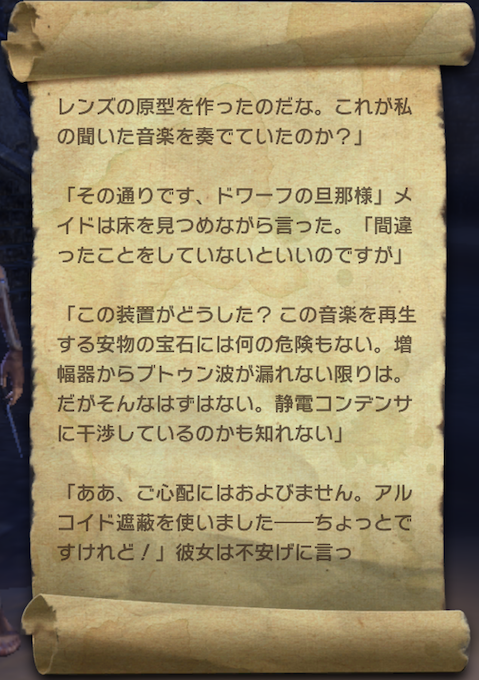 レンズの原型を作ったのだな。これが私
の聞いた音楽を奏でていたのか？」
「その通りです、ドワーフの旦那様」メ
イドは床を見つめながら言った。「間違
ったことをしていないといいのですが」
「この装置がどうした？ この音楽を再生
する安物の宝石には何の危険もない。増
幅器からブトゥン波が漏れない限りは。
だがそんなはずはない。静電コンデンサ
に干渉しているのかも知れない」
「ああ、ご心配にはおよびません。アル
コイド遮蔽を使いました――ちょっとで
すけれど！」彼女は不安げに言っ